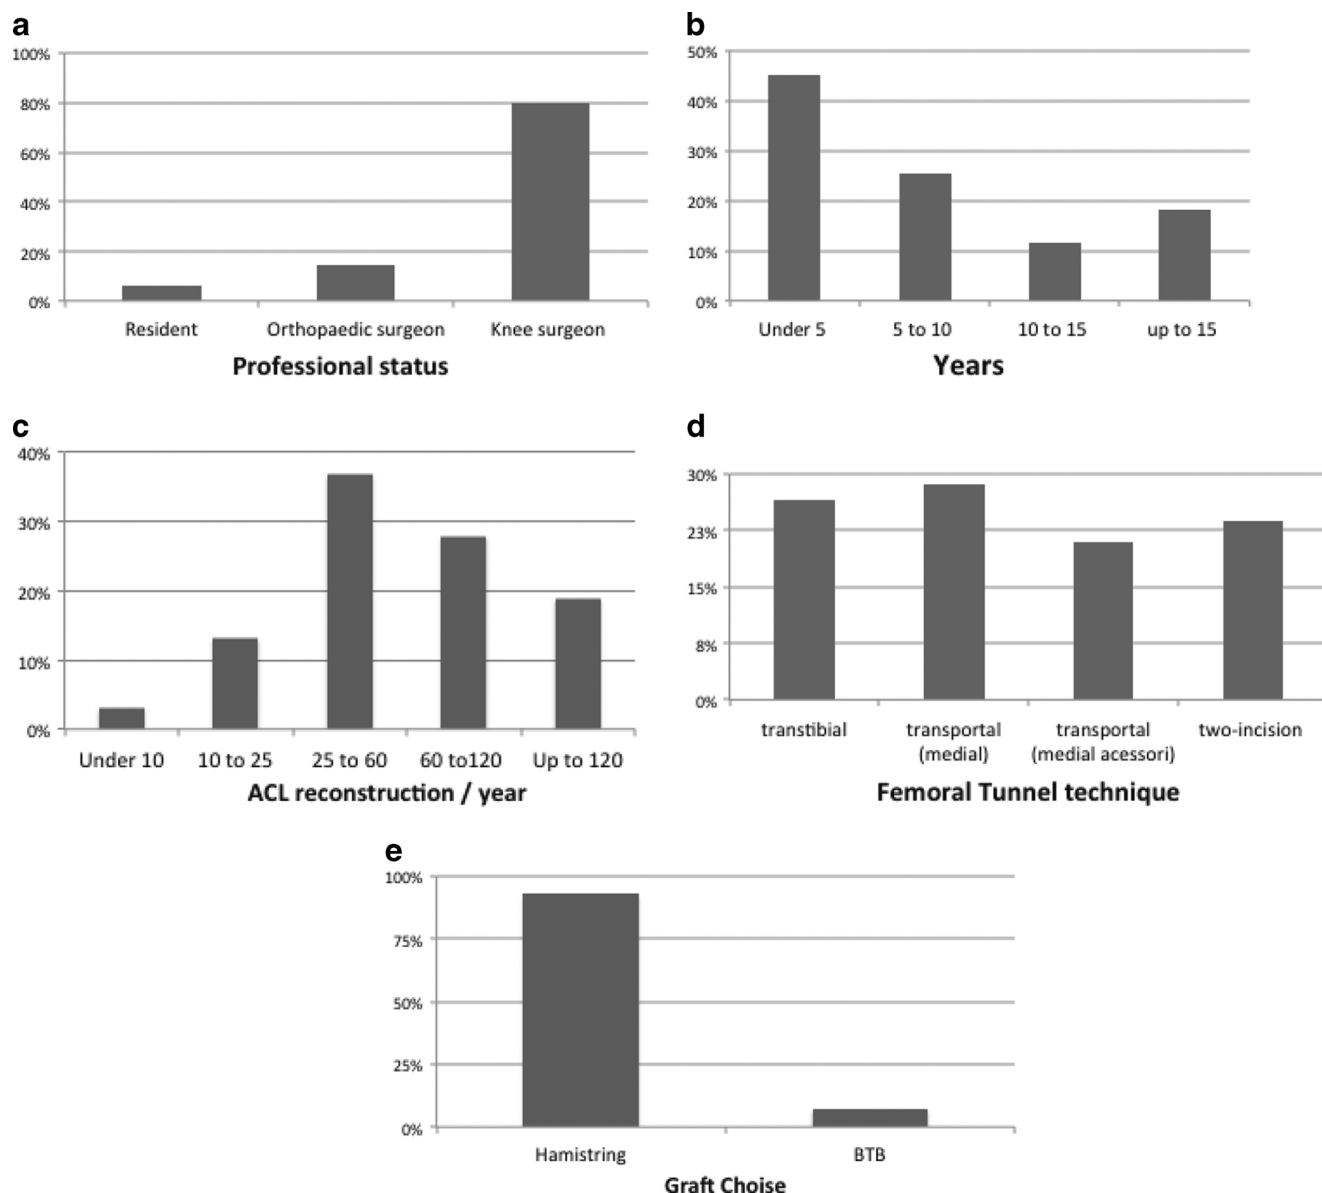 a
100%
80%
60%
40%
20%
0%
Resident Orthopaedic surgeon Knee surgeon
Professional status
b
50%
40%
30%
20%
10%
0%
Under 5 5 to 10 10 to 15 up to 15
Years
c
40%
30%
20%
10%
0%
Under 10 10 to 25 25 to 60 60 to120 Up to 120
ACL reconstruction / year
d
30%
23%
15%
8%
0%
transtibial transportal transportal two-incision
(medial) (medial acessori)
Femoral Tunnel technique
e
100%
75%
50%
25%
0%
Hamistring BTB
Graft Choise